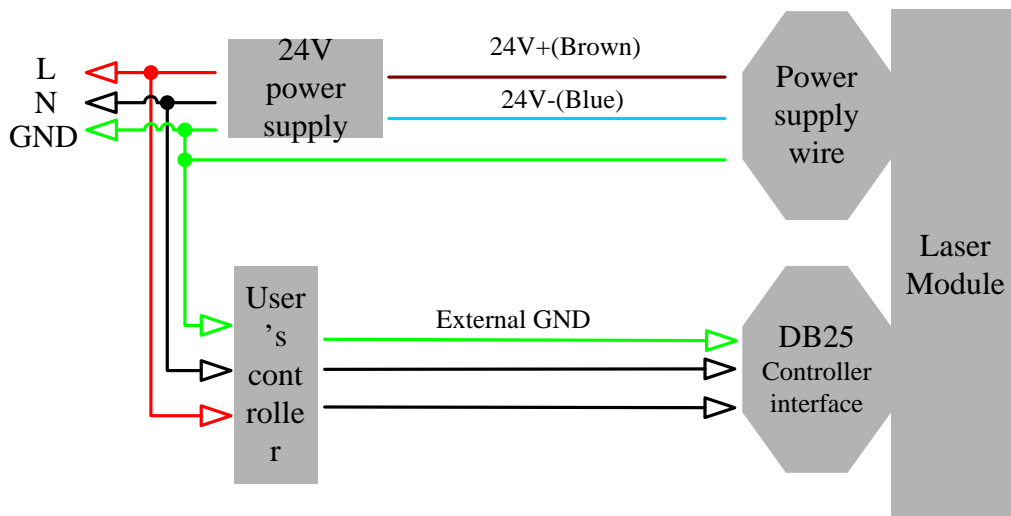 L
N
GND
24V
power
supply
24V+(Brown)
24V-(Blue)
Power
supply
wire
Laser
Module
User
’s
cont
rolle
r
External GND
DB25
Controller
interface